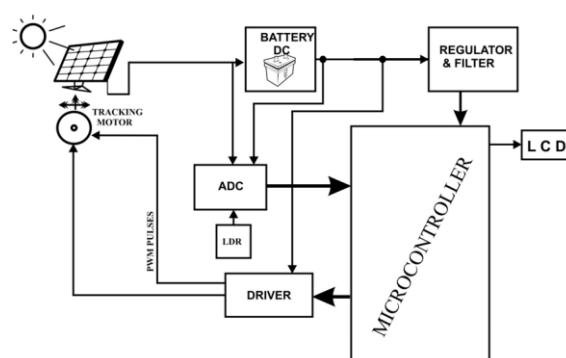 BATTERY
DC
REGULATOR
& FILTER
TRACKING
MOTOR
ADC
LCD
LDR
MICROCONTROLLER
PWM PULSES
DRIVER